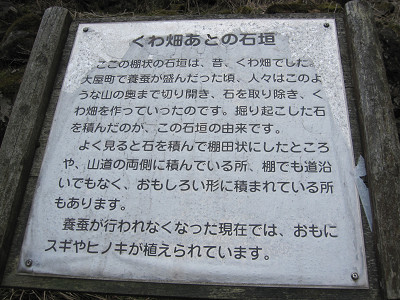 くわ畑あとの石垣
ここの棚状の石垣は、昔、くわ畑でした。
大屋町で養蚕が盛んだった頃、人々はこのよ
うな山の奥まで切り開き、石を取り除き、く
わ畑を作っていったのです。掘り起こした石
を積んだのが、この石垣の由来です。
よく見ると石を積んで棚田状にしたところ
や、山道の両側に積んでいる所、棚でも道沿
いでもなく、おもしろい形に積まれている所
もあります。
養蚕が行われなくなった現在では、おもに
スギやヒノキが植えられています。